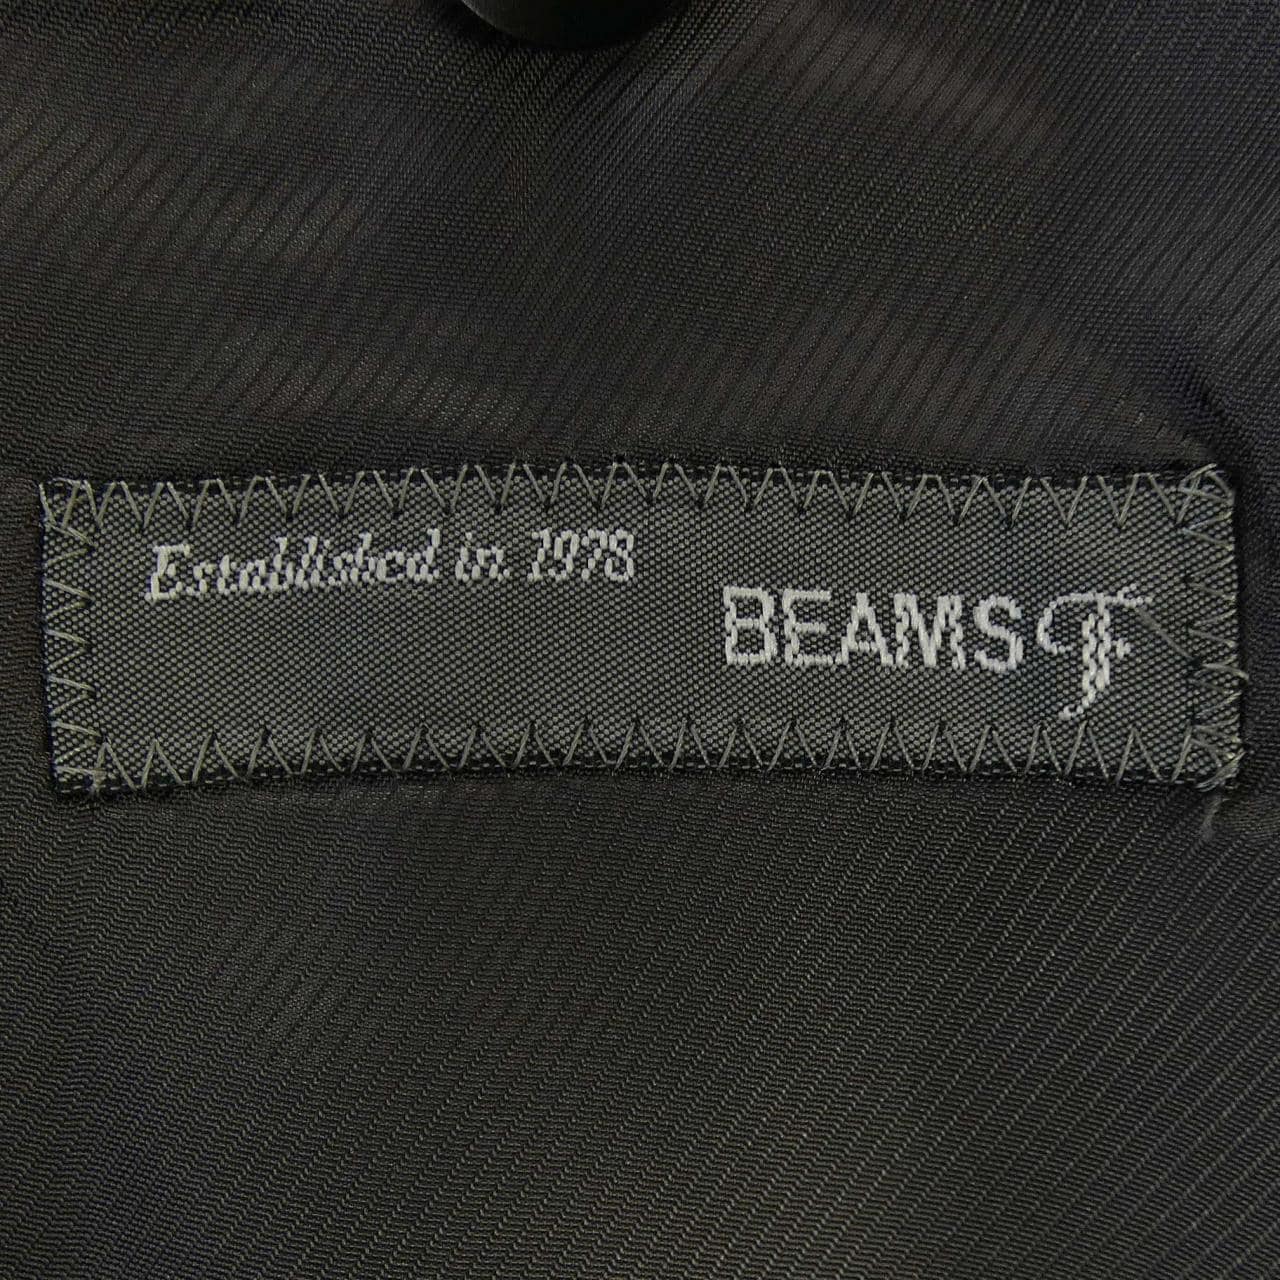 Established in 1978
BEAMS F